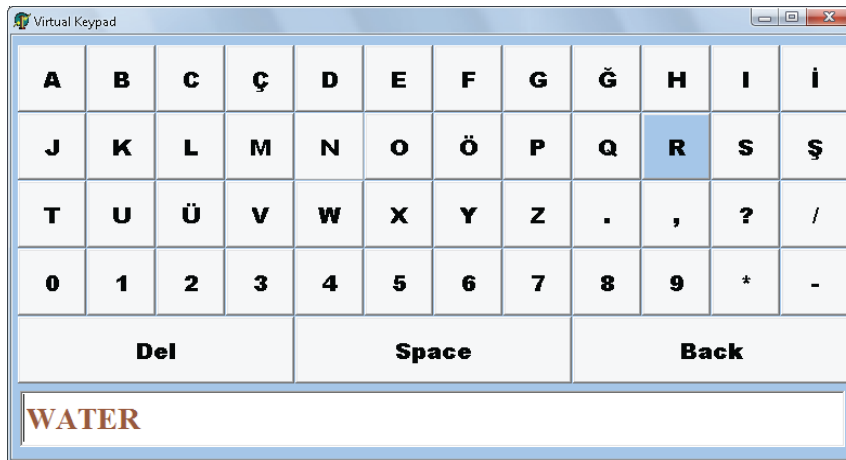 Virtual Keypad
A B C Ç D E F G Ğ H I İ
J K L M N O Ö P Q R S Ş
T U Ü V W X Y Z . , ? /
0 1 2 3 4 5 6 7 8 9 * -
Del Space Back
WATER